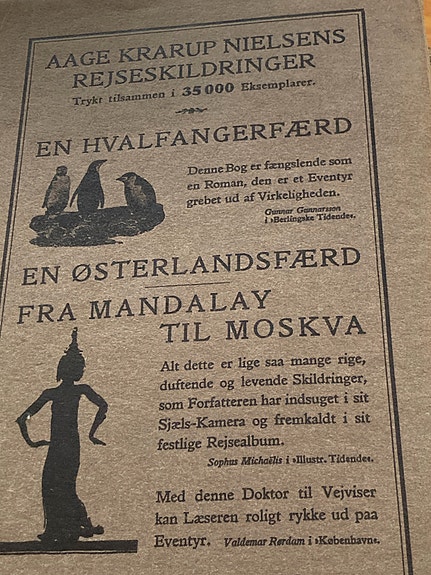 AAGE KRARUP NIELSENS
REJSESKILDRINGER
Trykt tilsammen i 35000 Eksemplarer.
EN HVALFANGERFÆRD
Denne Bog er fængslende som
en Roman, den er et Eventyr
grebet ud af Virkeligheden.
Gunnar Gunnarsson
i »Berlingske Tidende«.
EN ØSTERLANDSFÆRD
FRA MANDALAY
TIL MOSKVA
Alt dette er lige saa mange rige,
duftende og levende Skildringer,
som Forfatteren har indsuget i sit
Sjæls-Kamera og fremkaldt i sit
festlige Rejsealbum.
Sophus Michaëlis i »Illustr. Tidende«.
Med denne Doktor til Vejviser
kan Læseren roligt rykke ud paa
Eventyr. Valdemar Rørdam i »København«.